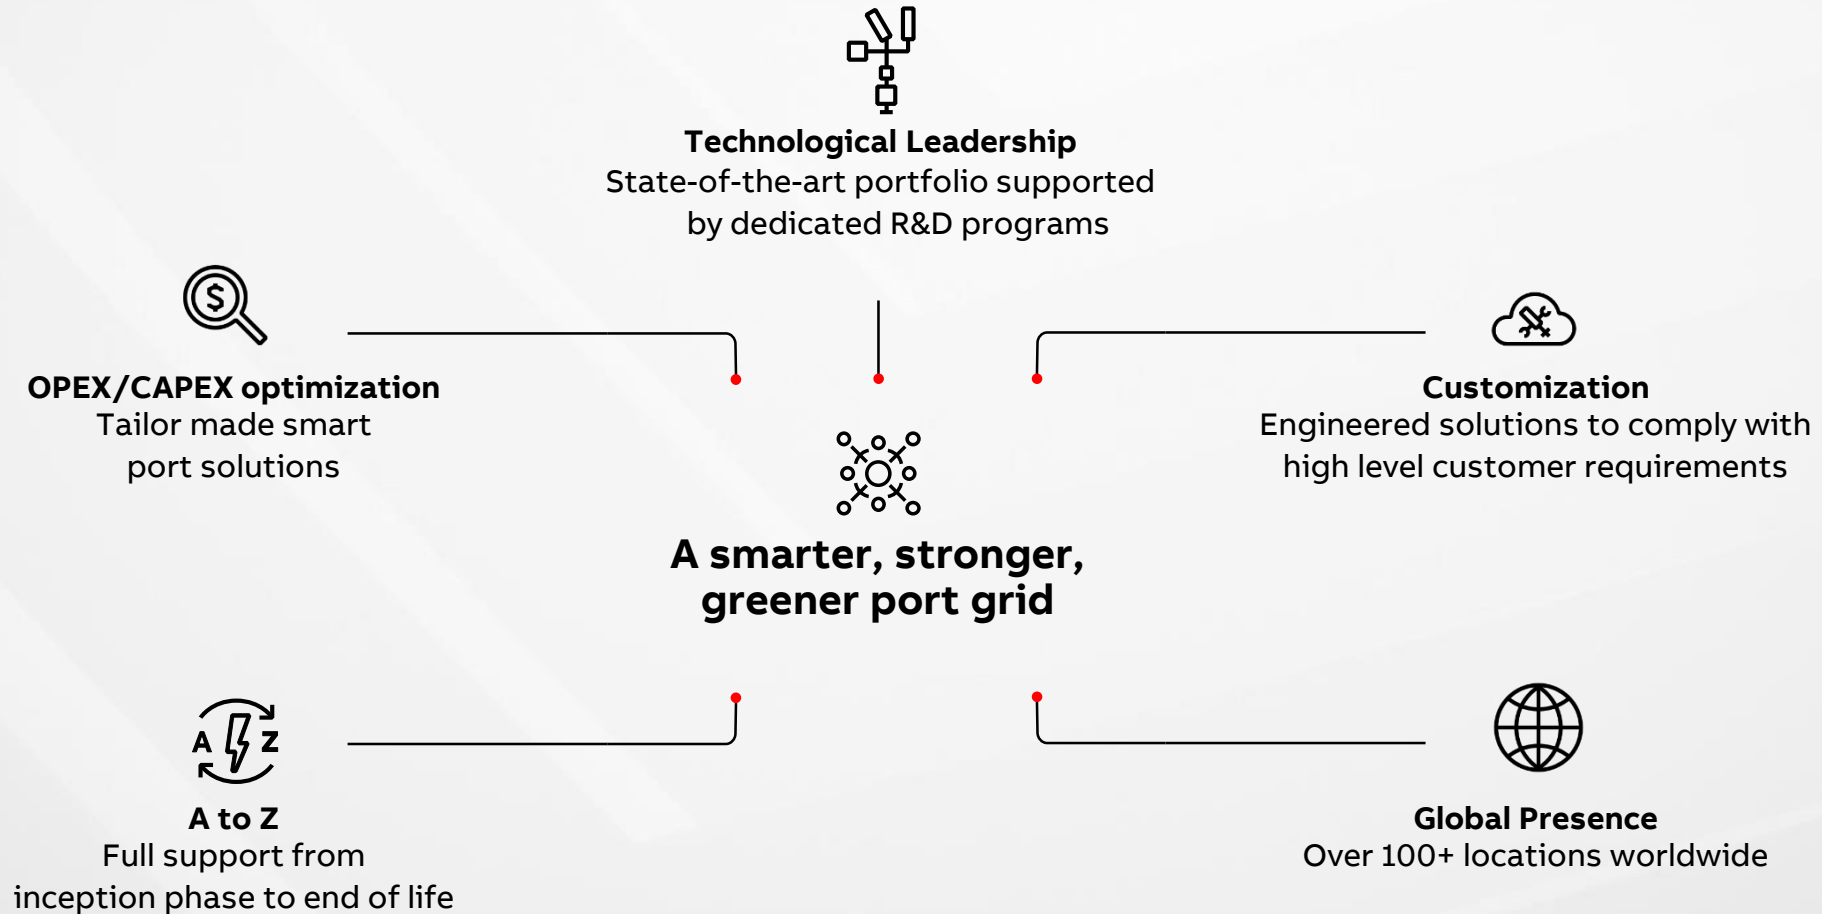 Technological Leadership
State-of-the-art portfolio supported
by dedicated R&D programs
$
OPEX/CAPEX optimization
Tailor made smart
port solutions
Customization
Engineered solutions to comply with
high level customer requirements
A smarter, stronger,
greener port grid
A Z
A to Z
Full support from
inception phase to end of life
Global Presence
Over 100+ locations worldwide